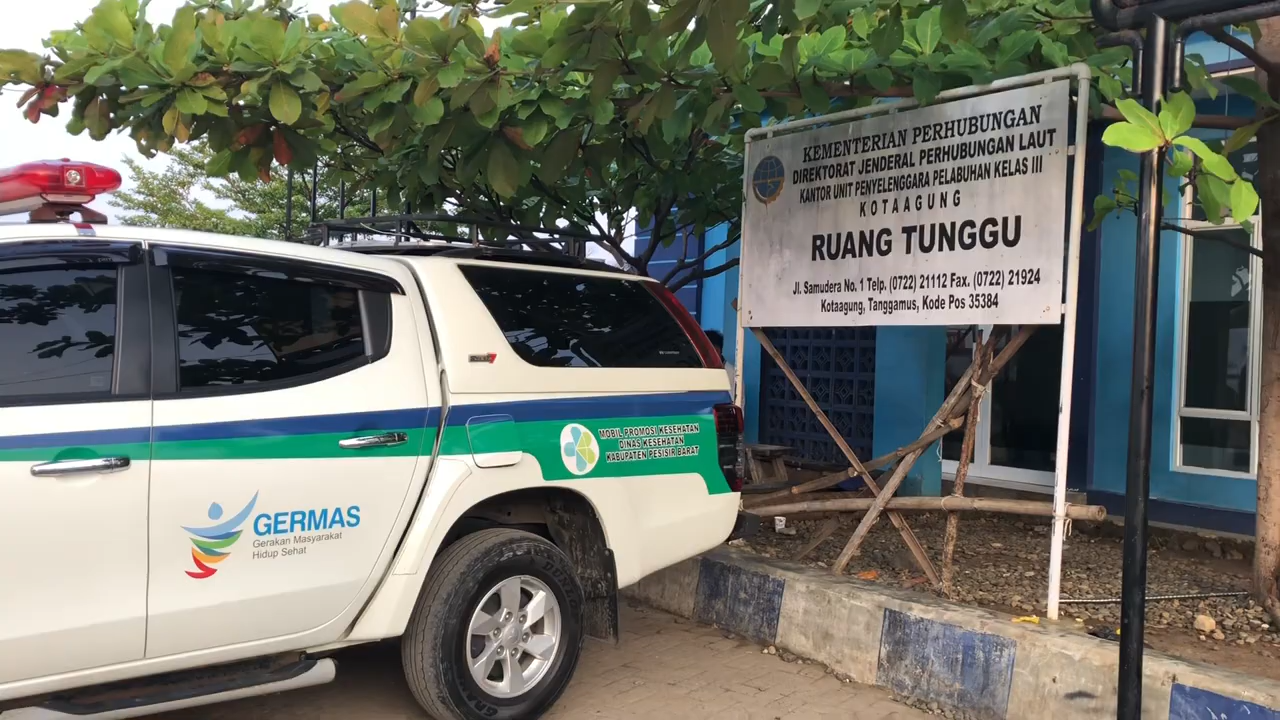 KEMENTERIAN PERHUBUNGAN
DIREKTORAT JENDERAL PERHUBUNGAN LAUT
KANTOR UNIT PENYELENGGARA PELABUHAN KELAS III
KOTAAGUNG
RUANG TUNGGU
Jl. Samudera No. 1 Telp. (0722) 21112 Fax. (0722) 21924
Kotaagung, Tanggamus, Kode Pos 35384
MOBIL PROMOSI KESEHATAN
DINAS KESEHATAN
KABUPATEN PESISIR BARAT
GERMAS
Gerakan Masyarakat
Hidup Sehat